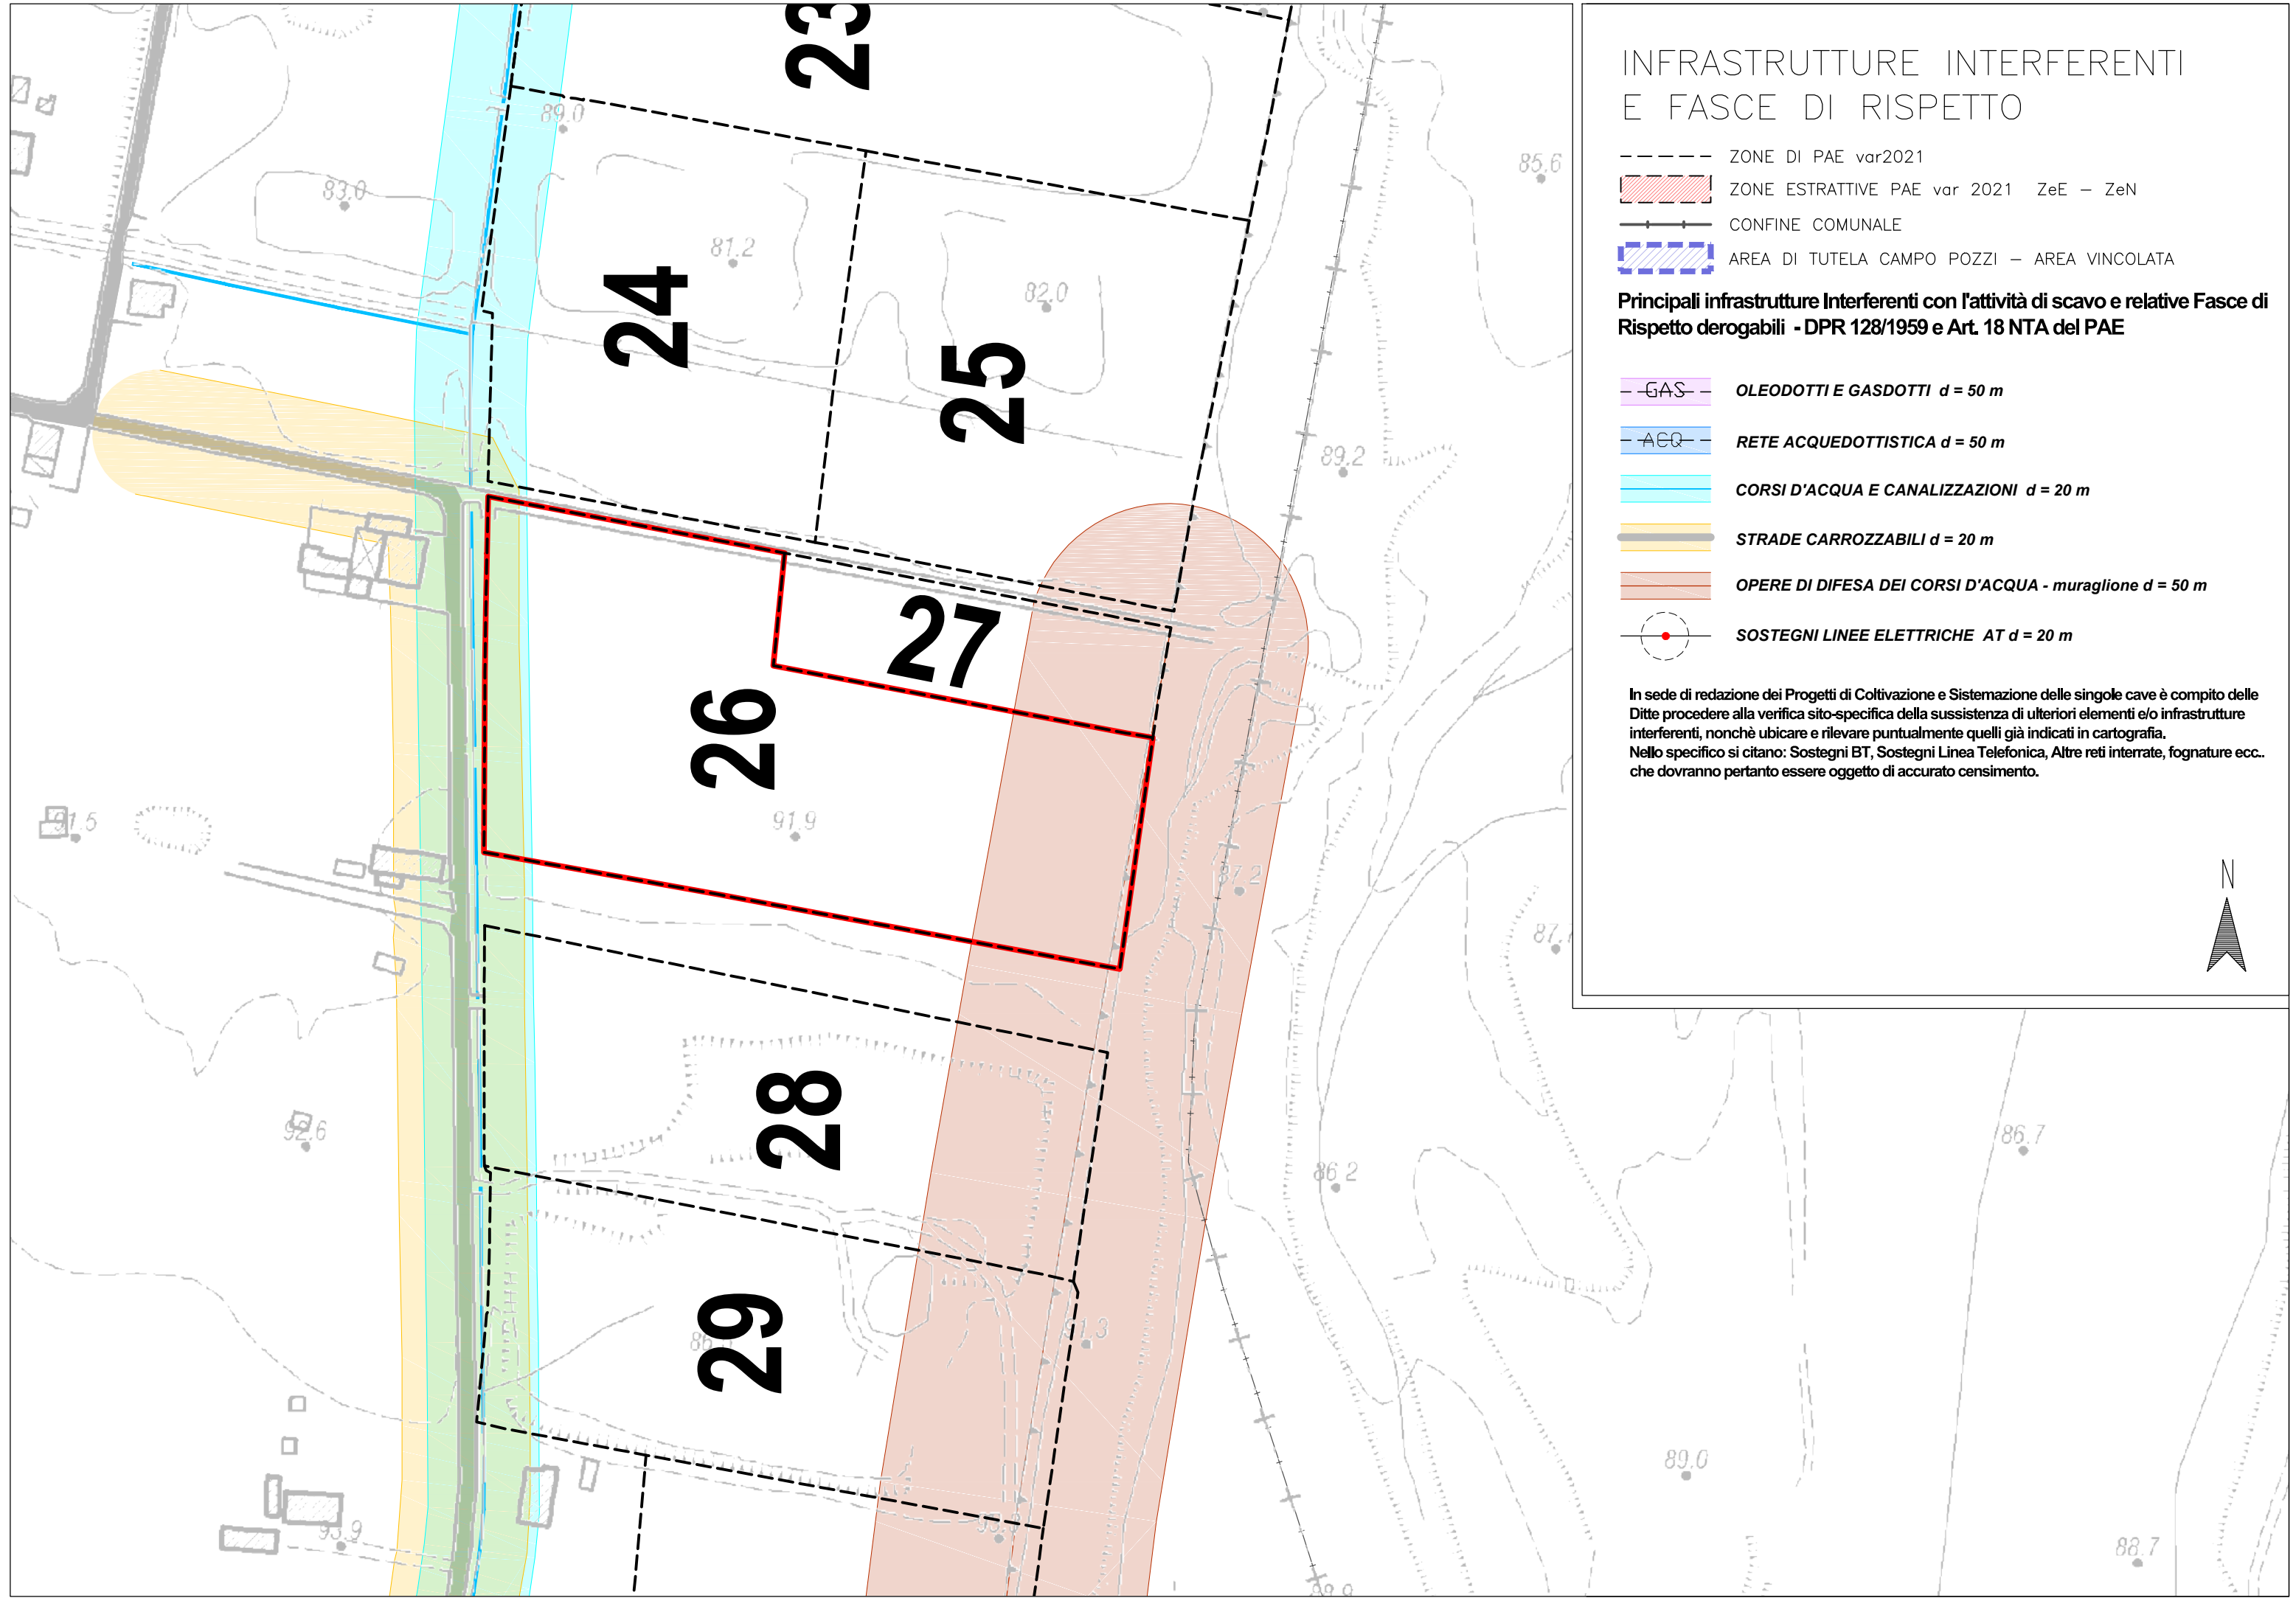 INFRASTRUTTURE INTERFERENTI
E FASCE DI RISPETTO
ZONE DI PAE var2021
ZONE ESTRATTIVE PAE var 2021 ZeE – ZeN
CONFINE COMUNALE
AREA DI TUTELA CAMPO POZZI – AREA VINCOLATA
Principali infrastrutture Interferenti con l'attività di scavo e relative Fasce di
Rispetto derogabili - DPR 128/1959 e Art. 18 NTA del PAE
GAS OLEODOTTI E GASDOTTI d = 50 m
ACQ RETE ACQUEDOTTISTICA d = 50 m
CORSI D'ACQUA E CANALIZZAZIONI d = 20 m
STRADE CARROZZABILI d = 20 m
OPERE DI DIFESA DEI CORSI D'ACQUA - muraglione d = 50 m
SOSTEGNI LINEE ELETTRICHE AT d = 20 m
In sede di redazione dei Progetti di Coltivazione e Sistemazione delle singole cave è compito delle
Ditte procedere alla verifica sito-specifica della sussistenza di ulteriori elementi e/o infrastrutture
interferenti, nonchè ubicare e rilevare puntualmente quelli già indicati in cartografia.
Nello specifico si citano: Sostegni BT, Sostegni Linea Telefonica, Altre reti interrate, fognature ecc..
che dovranno pertanto essere oggetto di accurato censimento.
N
23
89.0
85.6
83.0
81.2
82.0
24
25
89.2
27
26
91.5
91.9
87.2
87.1
28
92.6
86.7
86.2
29
91.3
89.0
93.9
88.7